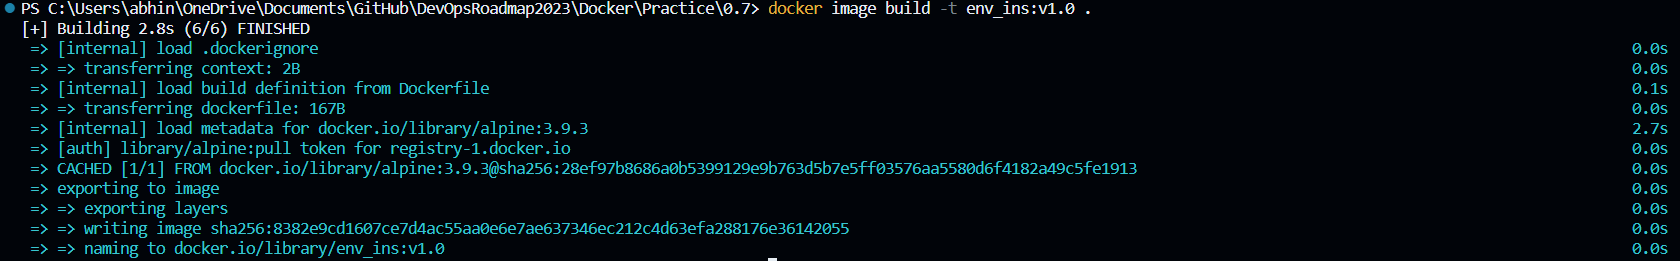 PS C:\Users\abhin\OneDrive\Documents\GitHub\DevOpsRoadmap2023\Docker\Practice\0.7> docker image build -t env_ins:v1.0 .
[+] Building 2.8s (6/6) FINISHED
=> [internal] load .dockerignore 0.0s
=> => transferring context: 2B 0.0s
=> [internal] load build definition from Dockerfile 0.1s
=> => transferring dockerfile: 167B 0.0s
=> [internal] load metadata for docker.io/library/alpine:3.9.3 2.7s
=> [auth] library/alpine:pull token for registry-1.docker.io 0.0s
=> CACHED [1/1] FROM docker.io/library/alpine:3.9.3@sha256:28ef97b8686a0b5399129e9b763d5b7e5ff03576aa5580d6f4182a49c5fe1913 0.0s
=> exporting to image 0.0s
=> => exporting layers 0.0s
=> => writing image sha256:8382e9cd1607ce7d4ac55aa0e6e7ae637346ec212c4d63efa288176e36142055 0.0s
=> => naming to docker.io/library/env_ins:v1.0 0.0s